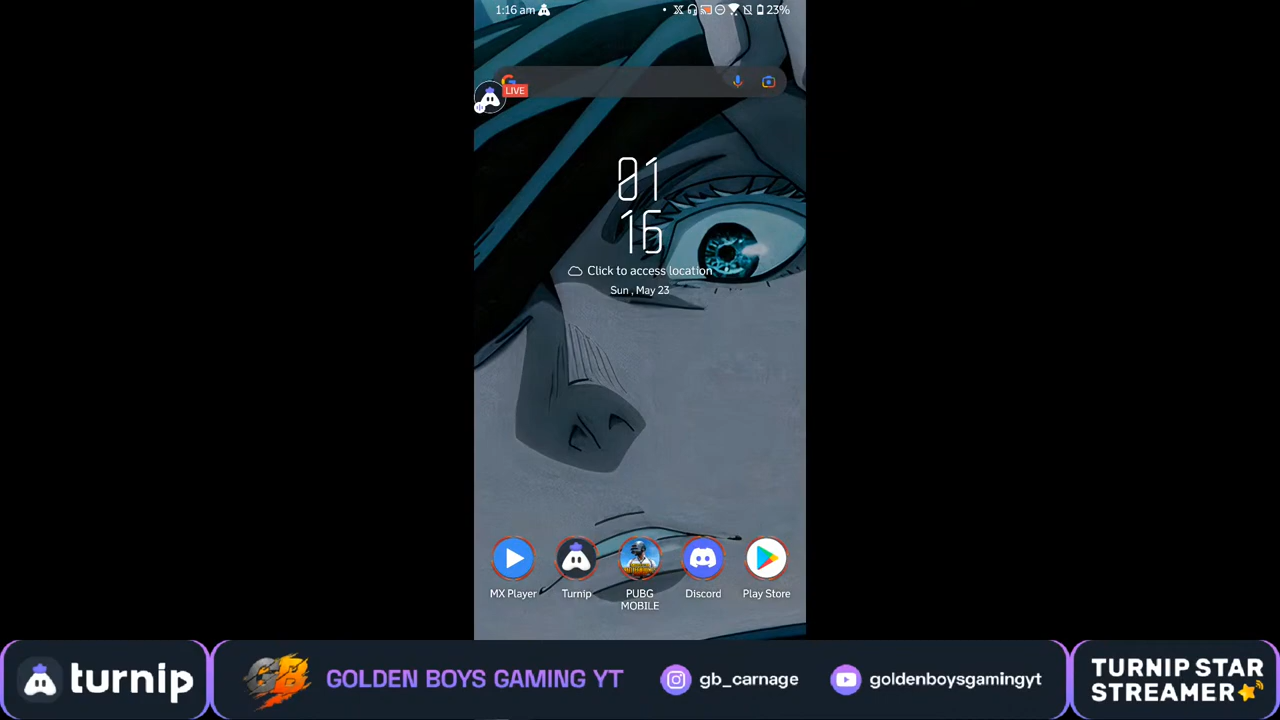 1:16 am
23%
LIVE
01
16
Click to access location
Sun , May 23
MX Player
Turnip
PUBG
MOBILE
Discord
Play Store
turnip
GB
GOLDEN BOYS GAMING YT
gb_carnage
goldenboysgamingyt
TURNIP STAR
STREAMER